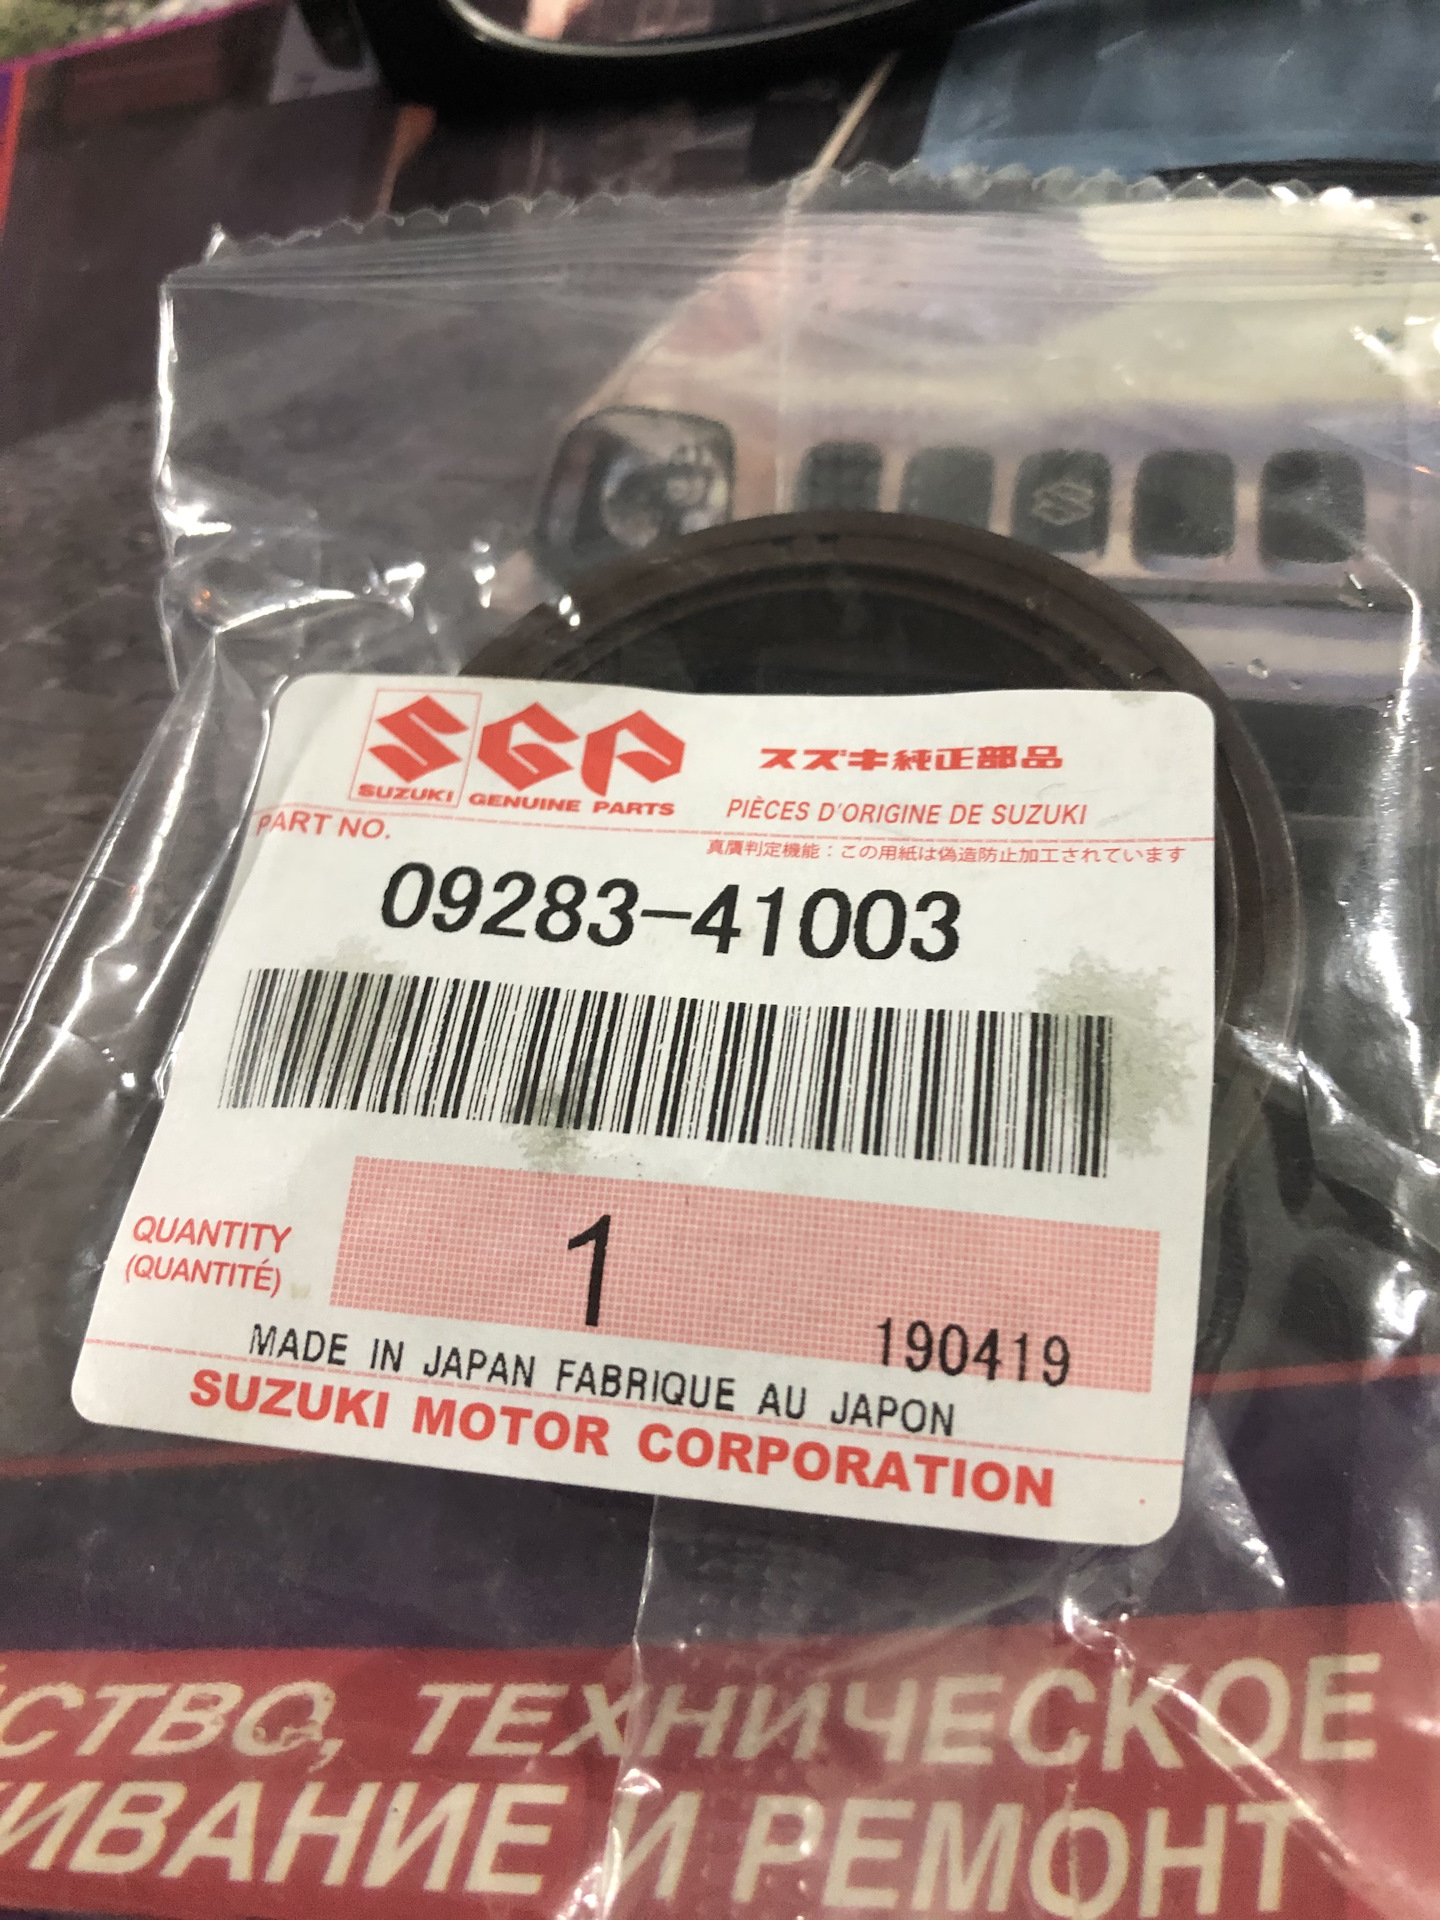 SUZUKI GENUINE PARTS
SGP
スズキ純正部品
PIÈCES D'ORIGINE DE SUZUKI
PART NO.
真贋判定機能：この用紙は偽造防止加工されています
09283-41003
QUANTITY
(QUANTITÉ)
1
190419
MADE IN JAPAN FABRIQUE AU JAPON
SUZUKI MOTOR CORPORATION
ТЕХНИЧЕСКОЕ
И РЕМОНТ